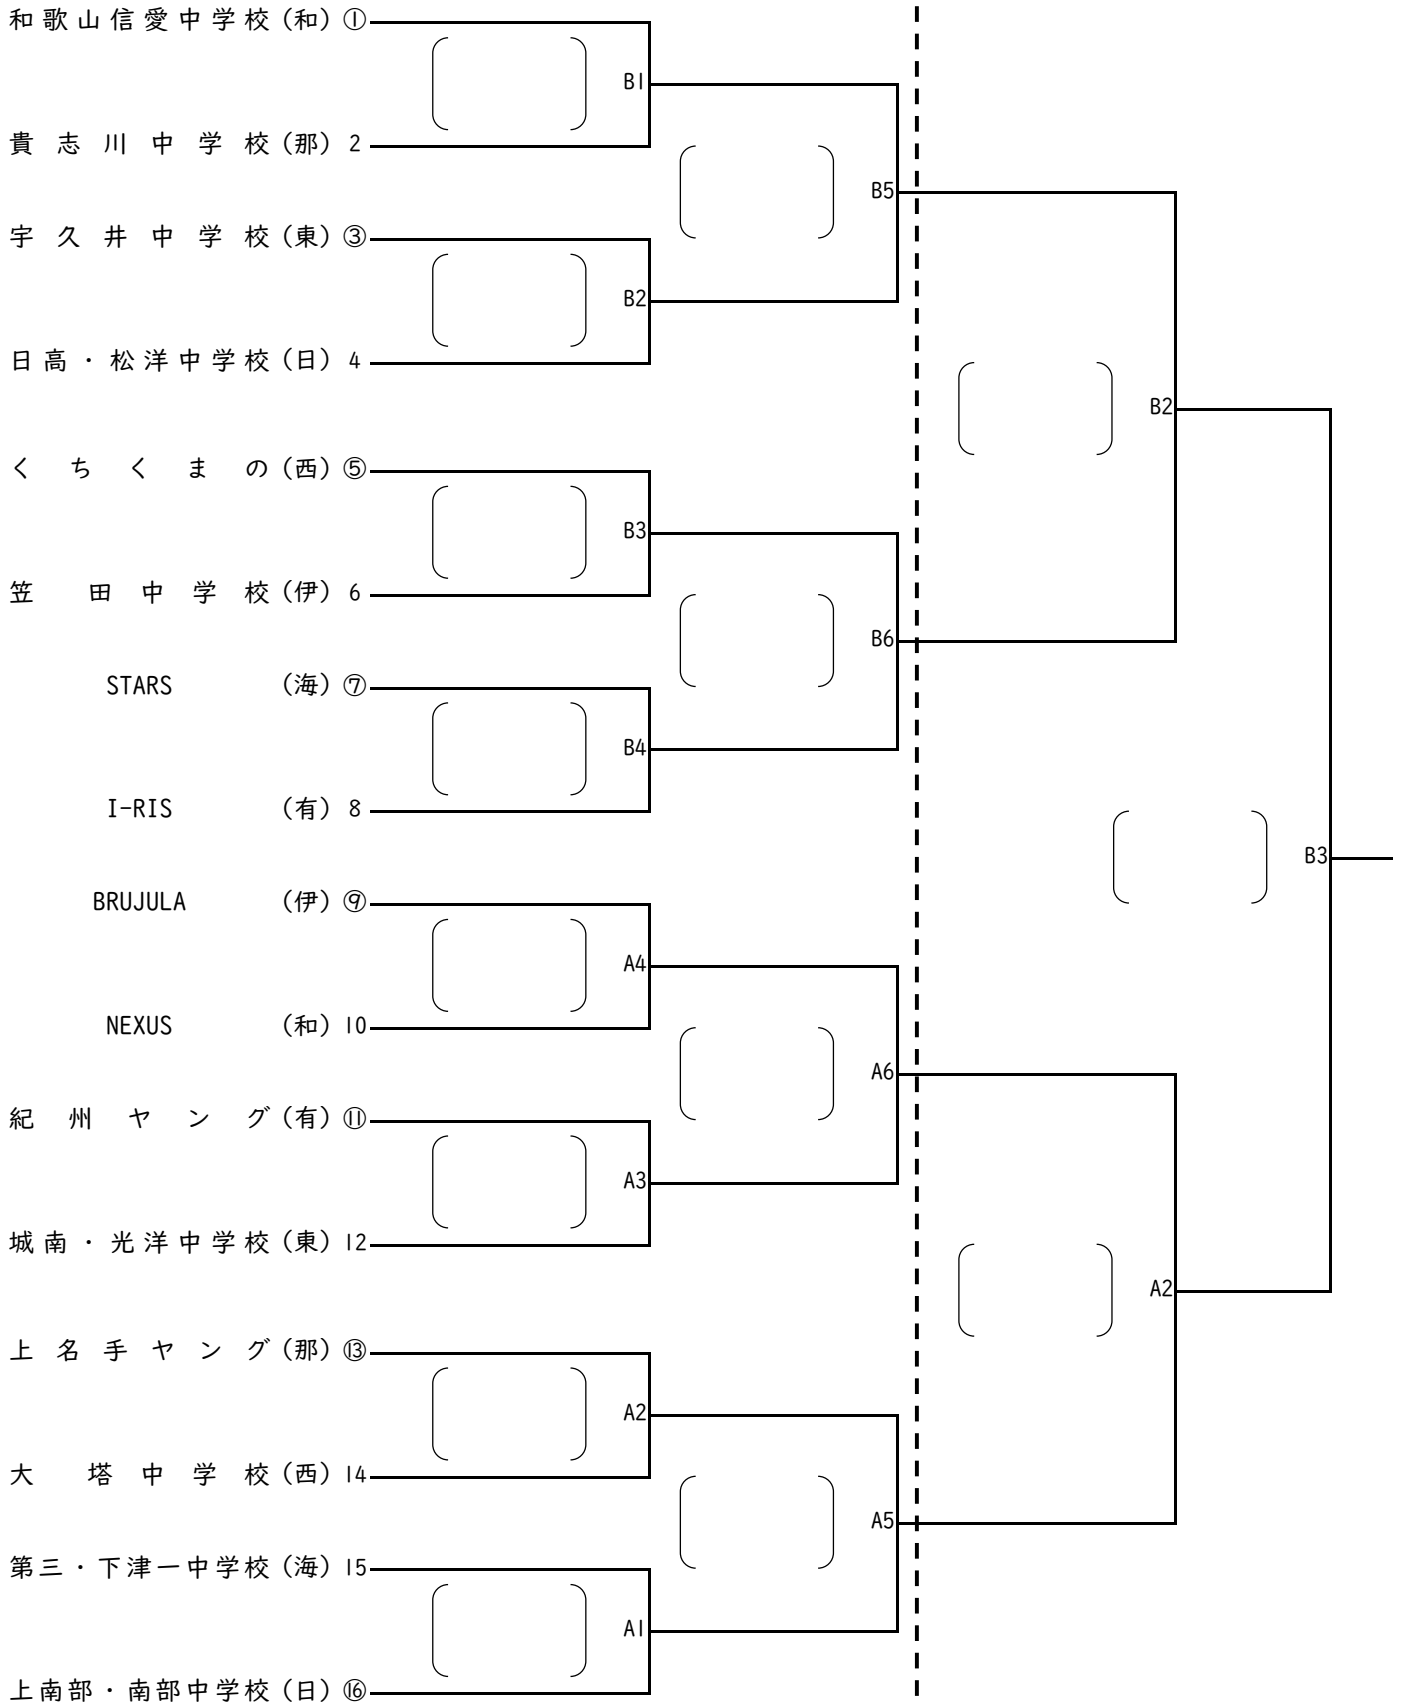 和歌山信愛中学校（和）①
B1
貴志川中学校（那）2
B5
宇久井中学校（東）③
B2
日高・松洋中学校（日）4
B2
くちくまの（西）⑤
B3
笠田中学校（伊）6
B6
STARS（海）⑦
B4
I-RIS（有）8
B3
BRUJULA（伊）⑨
A4
NEXUS（和）10
A6
紀州ヤング（有）⑪
A3
城南・光洋中学校（東）12
A2
上名手ヤング（那）⑬
A2
大塔中学校（西）14
A5
第三・下津一中学校（海）15
A1
上南部・南部中学校（日）⑯